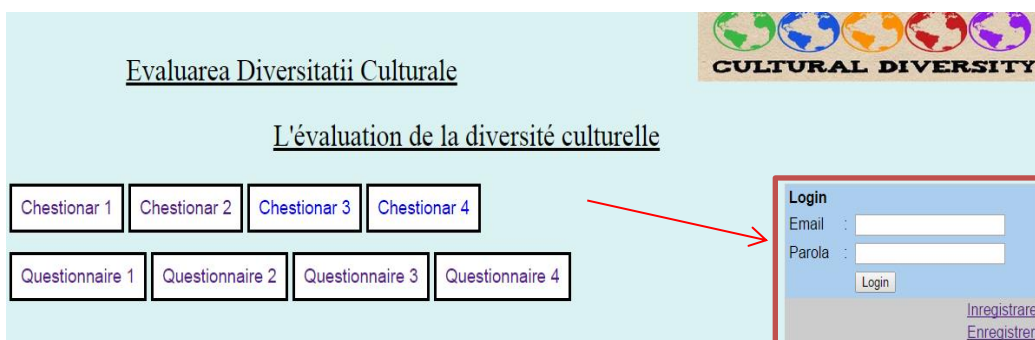 CULTURAL DIVERSITY
Evaluarea Diversitatii Culturale
L'évaluation de la diversité culturelle
Chestionar 1 Chestionar 2 Chestionar 3 Chestionar 4
Questionnaire 1 Questionnaire 2 Questionnaire 3 Questionnaire 4
Login
Email :
Parola :
Login
Inregistrare
Enregistrer